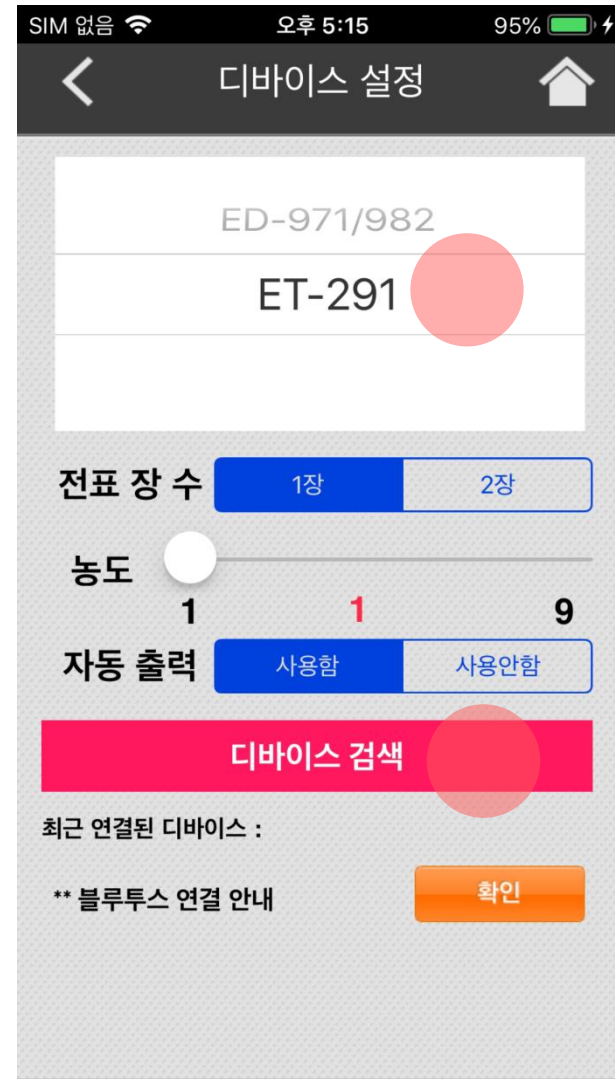 SIM 없음 오후 5:15 95%
디바이스 설정
ED-971/982
ET-291
전표 장 수 1장 2장
농도
1 1 9
자동 출력 사용함 사용안함
디바이스 검색
최근 연결된 디바이스 :
** 블루투스 연결 안내 확인